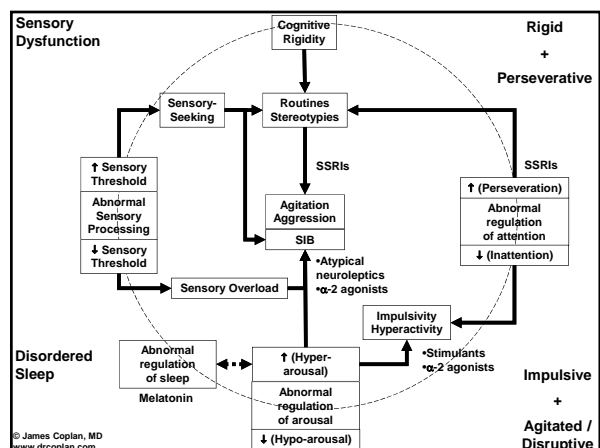 Sensory
Dysfunction
Cognitive
Rigidity
Rigid
+
Perseverative
Sensory-
Seeking
Routines
Stereotypies
SSRIs
SSRIs
↑ Sensory
Threshold
Abnormal
Sensory
Processing
↓ Sensory
Threshold
Agitation
Aggression
SIB
↑ (Perseveration)
Abnormal
regulation
of attention
↓ (Inattention)
•Atypical
neuroleptics
•α-2 agonists
Sensory Overload
Impulsivity
Hyperactivity
•Stimulants
•α-2 agonists
Disordered
Sleep
Abnormal
regulation
of sleep
Melatonin
↑ (Hyper-
arousal)
Abnormal
regulation
of arousal
↓ (Hypo-arousal)
Impulsive
+
Agitated /
Disruptive
© James Coplan, MD
www.drcoplan.com